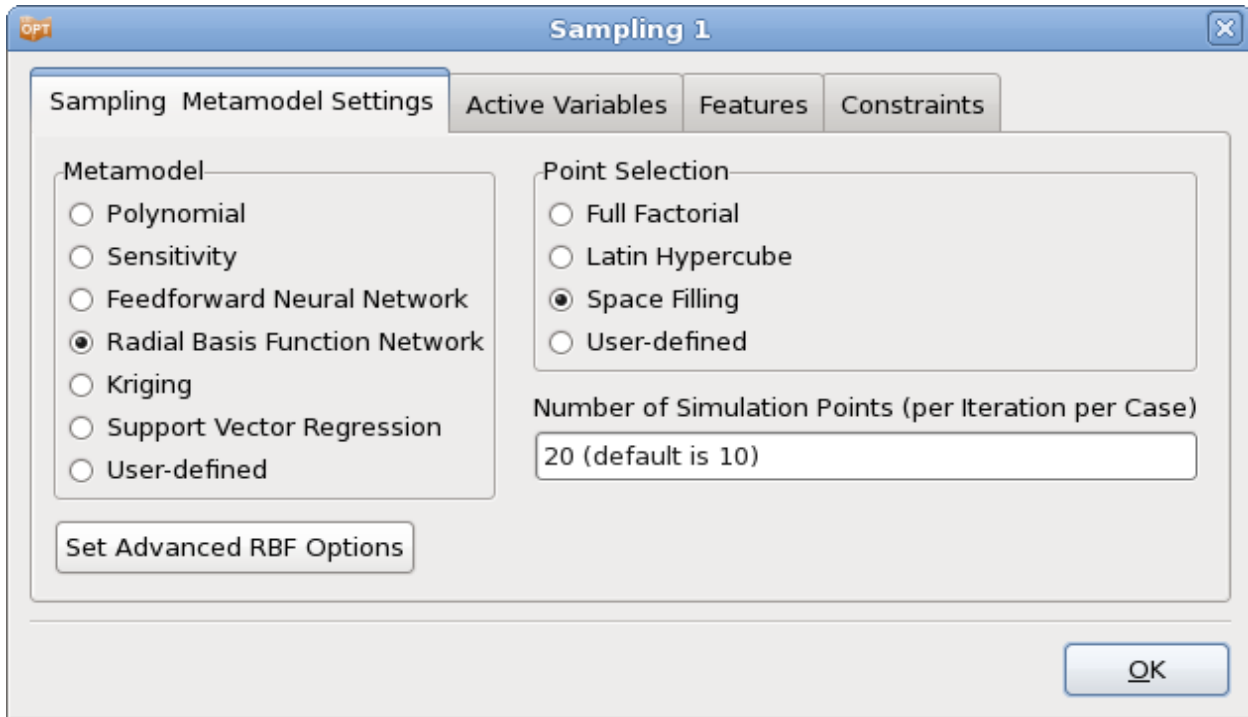 OPT
Sampling 1
Sampling Metamodel Settings
Active Variables
Features
Constraints
Metamodel
Polynomial
Sensitivity
Feedforward Neural Network
Radial Basis Function Network
Kriging
Support Vector Regression
User-defined
Set Advanced RBF Options
Point Selection
Full Factorial
Latin Hypercube
Space Filling
User-defined
Number of Simulation Points (per Iteration per Case)
20 (default is 10)
OK